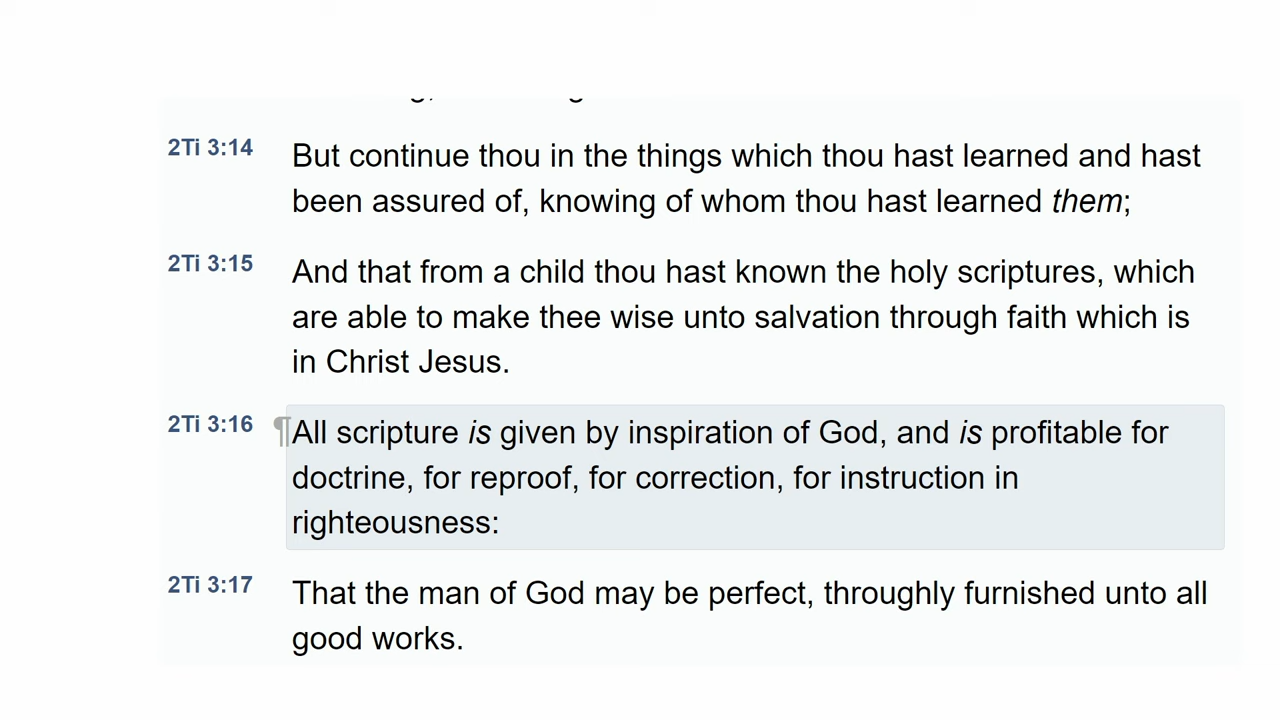 2Ti 3:14 But continue thou in the things which thou hast learned and hast
been assured of, knowing of whom thou hast learned them;
2Ti 3:15 And that from a child thou hast known the holy scriptures, which
are able to make thee wise unto salvation through faith which is
in Christ Jesus.
2Ti 3:16 ¶All scripture is given by inspiration of God, and is profitable for
doctrine, for reproof, for correction, for instruction in
righteousness:
2Ti 3:17 That the man of God may be perfect, throughly furnished unto all
good works.